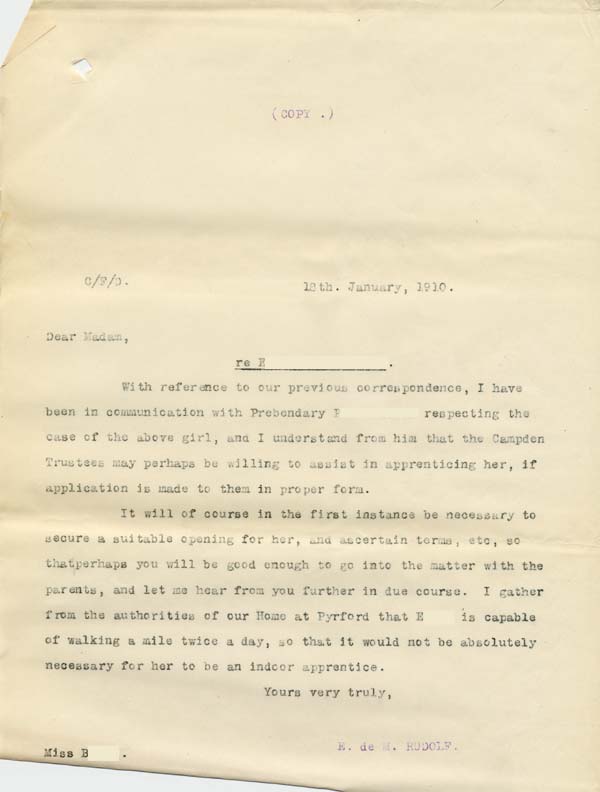 (COPY .)
C/F/D. 18th. January, 1910.
Dear Madam,
re E .
With reference to our previous correspondence, I have
been in communication with Prebendary P respecting the
case of the above girl, and I understand from him that the Campden
Trustees may perhaps be willing to assist in apprenticing her, if
application is made to them in proper form.
It will of course in the first instance be necessary to
secure a suitable opening for her, and ascertain terms, etc, so
thatperhaps you will be good enough to go into the matter with the
parents, and let me hear from you further in due course. I gather
from the authorities of our Home at Pyrford that E is capable
of walking a mile twice a day, so that it would not be absolutely
necessary for her to be an indoor apprentice.
Yours very truly,
E. de M. RUDOLF.
Miss B .